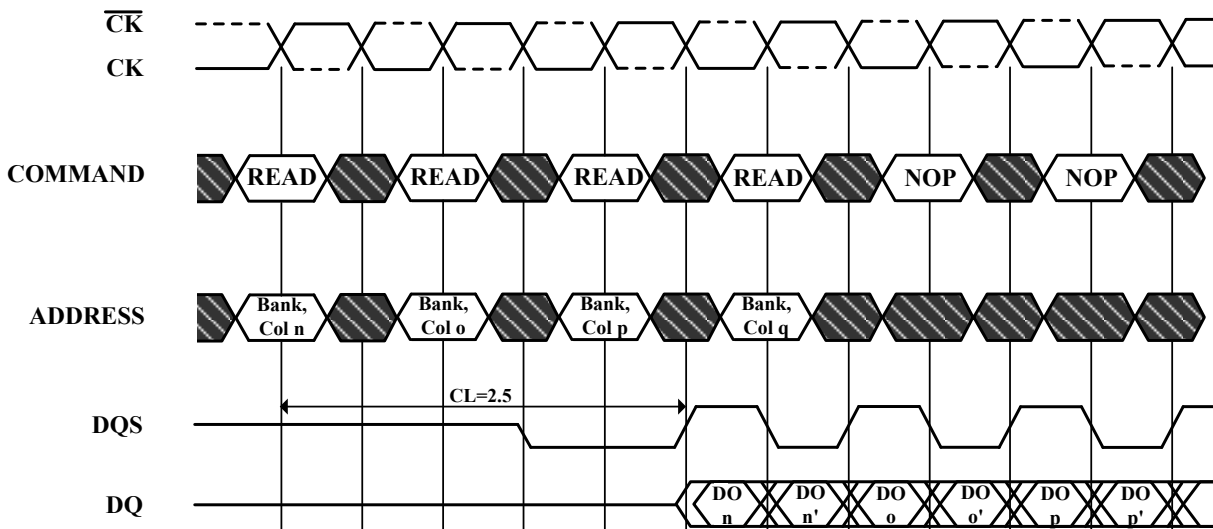 CK
CK
COMMAND READ READ READ READ NOP NOP
ADDRESS Bank, Col n Bank, Col o Bank, Col p Bank, Col q
CL=2.5
DQS
DQ DO n DO n' DO o DO o' DO p DO p'